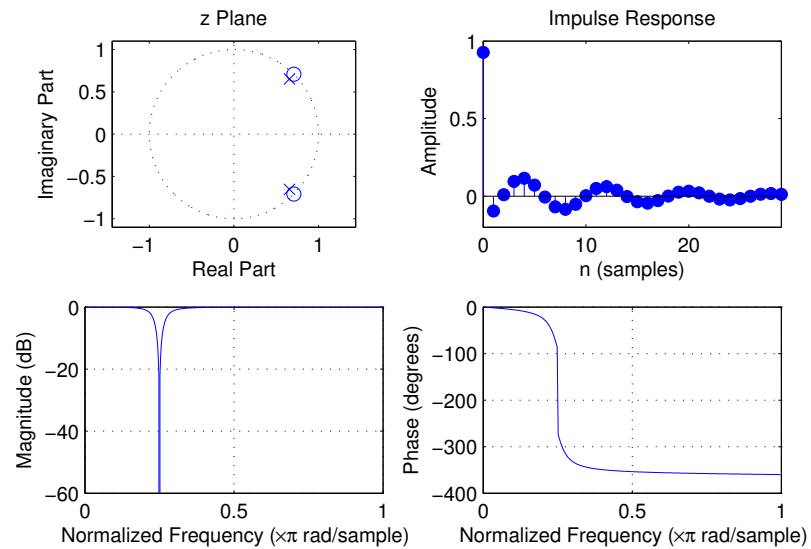 z Plane
1
0.5
0
−0.5
−1
Imaginary Part
−1
0
1
Real Part
Impulse Response
1
0.5
0
Amplitude
0
10
20
n (samples)
0
−20
−40
−60
Magnitude (dB)
0
0.5
1
Normalized Frequency (×π rad/sample)
0
−100
−200
−300
−400
Phase (degrees)
0
0.5
1
Normalized Frequency (×π rad/sample)